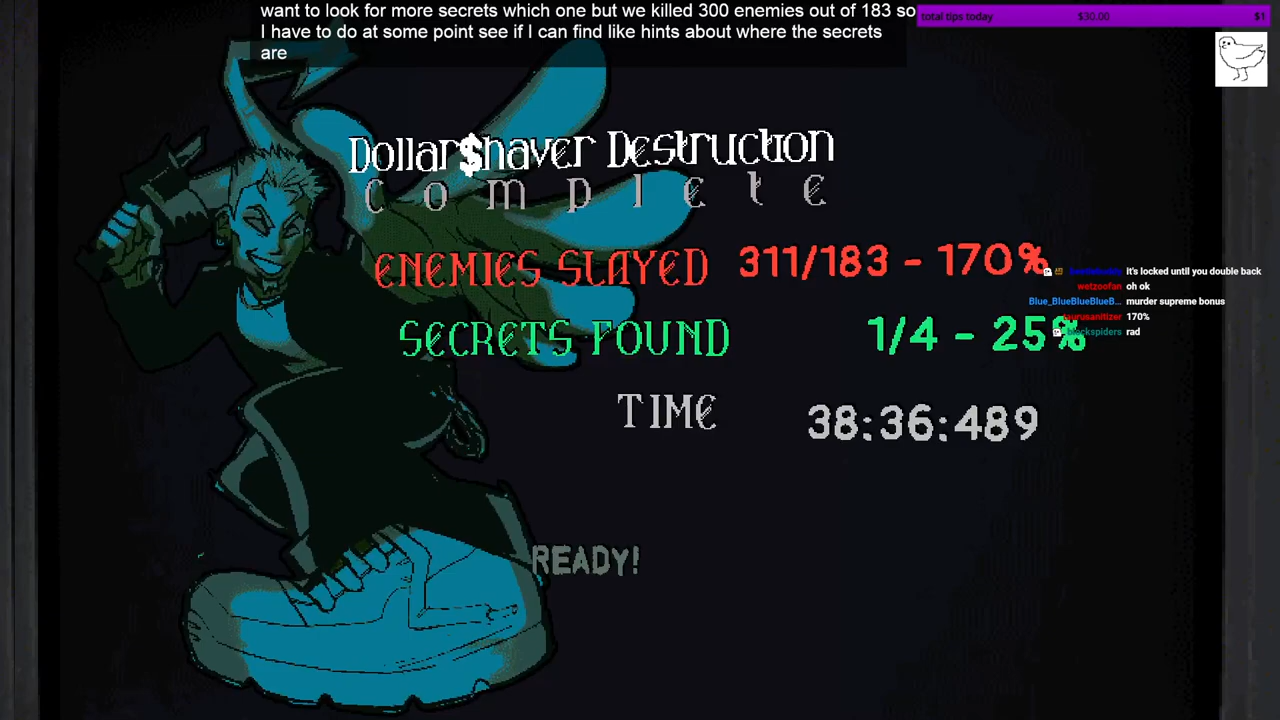 want to look for more secrets which one but we killed 300 enemies out of 183 so
I have to do at some point see if I can find like hints about where the secrets
are
total tips today $30.00 $1
Dollar$haver Destruction
Complete
ENEMIES SLAYED 311/183 - 170%
It's locked until you double back
wetzoofan oh ok
Blue_BlueBlueBlueB... murder supreme bonus
170%
rad
SECRETS FOUND 1/4 - 25%
TIME 38:36:489
READY!